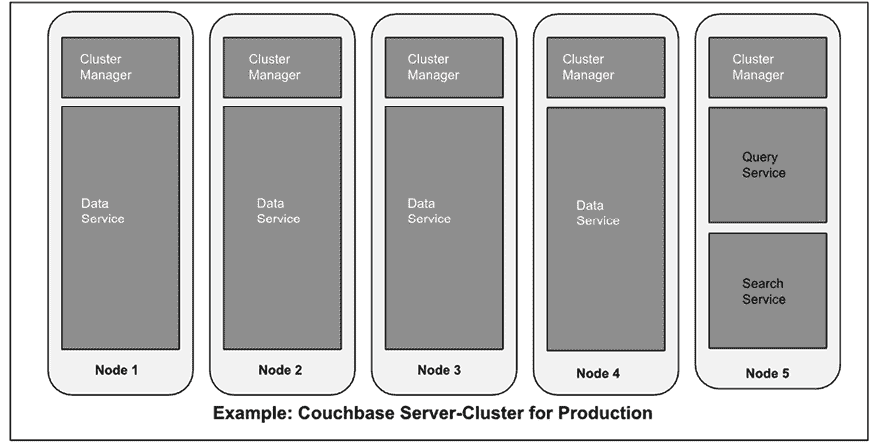 Cluster
Manager
Data
Service
Node 1
Cluster
Manager
Data
Service
Node 2
Cluster
Manager
Data
Service
Node 3
Cluster
Manager
Data
Service
Node 4
Cluster
Manager
Query
Service
Search
Service
Node 5
Example: Couchbase Server-Cluster for Production